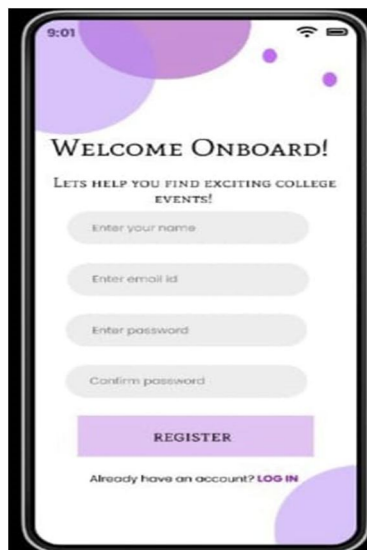 9:01
WELCOME ONBOARD!
LETS HELP YOU FIND EXCITING COLLEGE
EVENTS!
Enter your name
Enter email id
Enter password
Confirm password
REGISTER
Already have an account? LOG IN